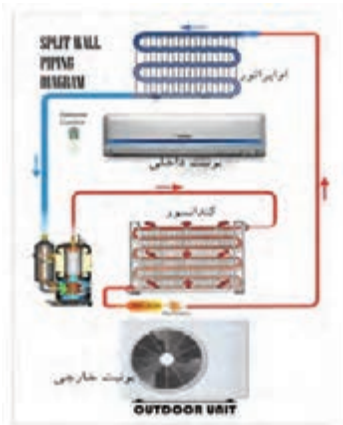 SPLIT WALL
PIPING
DIAGRAM
اواپراتور
یونیت داخلی
کندانسور
یونیت خارجی
OUTDOOR UNIT